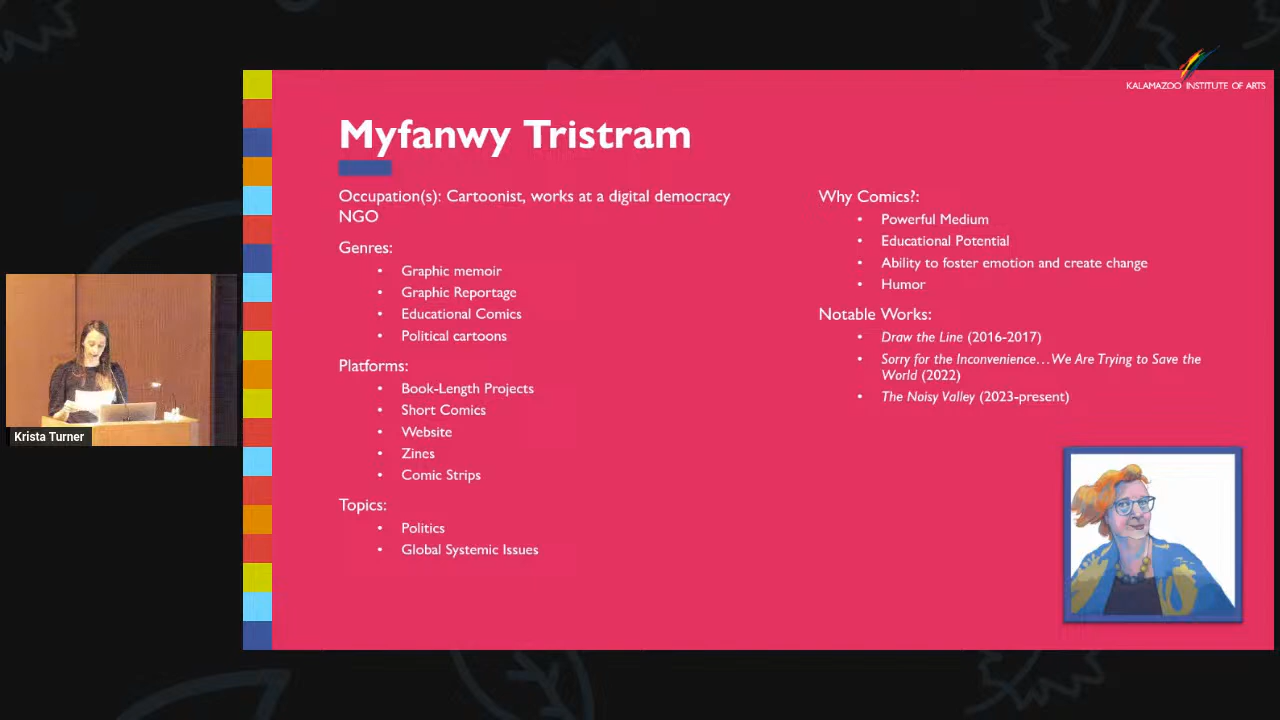 KALAMAZOO INSTITUTE OF ARTS
Myfanwy Tristram
Occupation(s): Cartoonist, works at a digital democracy
NGO
Genres:
• Graphic memoir
• Graphic Reportage
• Educational Comics
• Political cartoons
Platforms:
• Book-Length Projects
• Short Comics
• Website
• Zines
• Comic Strips
Topics:
• Politics
• Global Systemic Issues
Why Comics?:
• Powerful Medium
• Educational Potential
• Ability to foster emotion and create change
• Humor
Notable Works:
• Draw the Line (2016-2017)
• Sorry for the Inconvenience…We Are Trying to Save the
World (2022)
• The Noisy Valley (2023-present)
Krista Turner